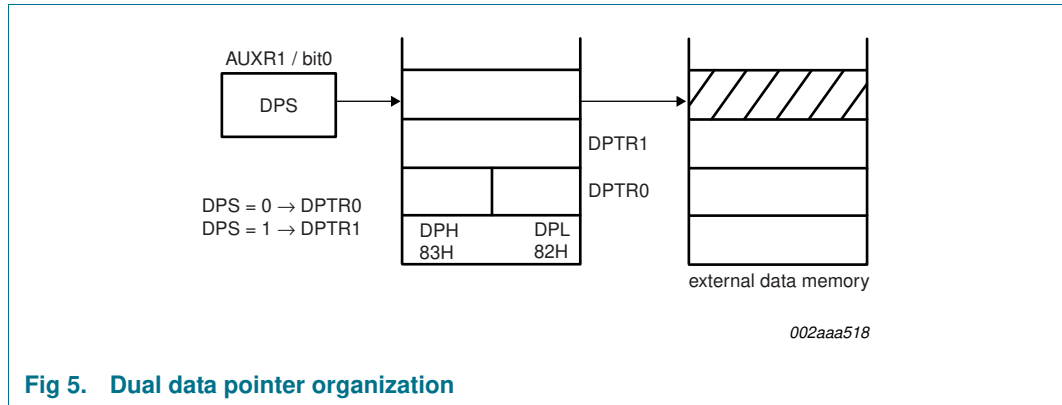 AUXR1 / bit0
DPS
DPTR1
DPTR0
DPS = 0 → DPTR0
DPS = 1 → DPTR1
DPH DPL
83H 82H
external data memory
002aaa518
Fig 5. Dual data pointer organization